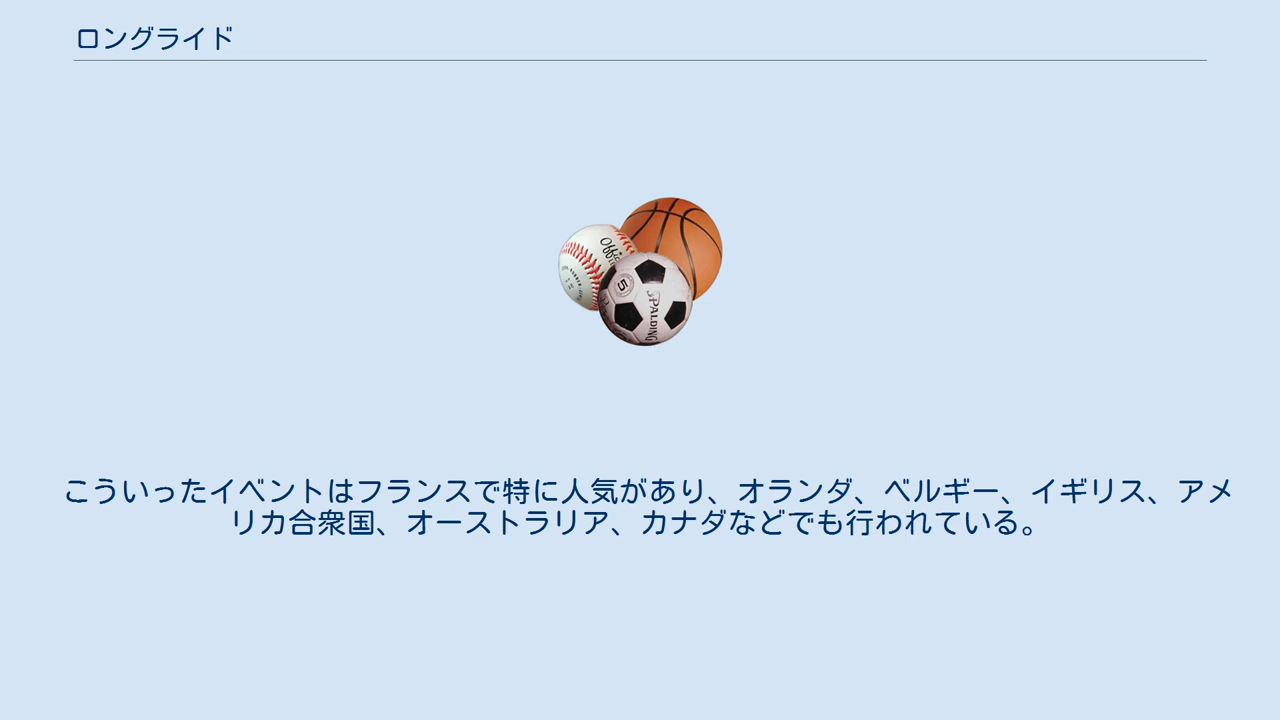 ロングライド
Offi
5
SPALDING
こういったイベントはフランスで特に人気があり、オランダ、ベルギー、イギリス、アメ
リカ合衆国、オーストラリア、カナダなどでも行われている。